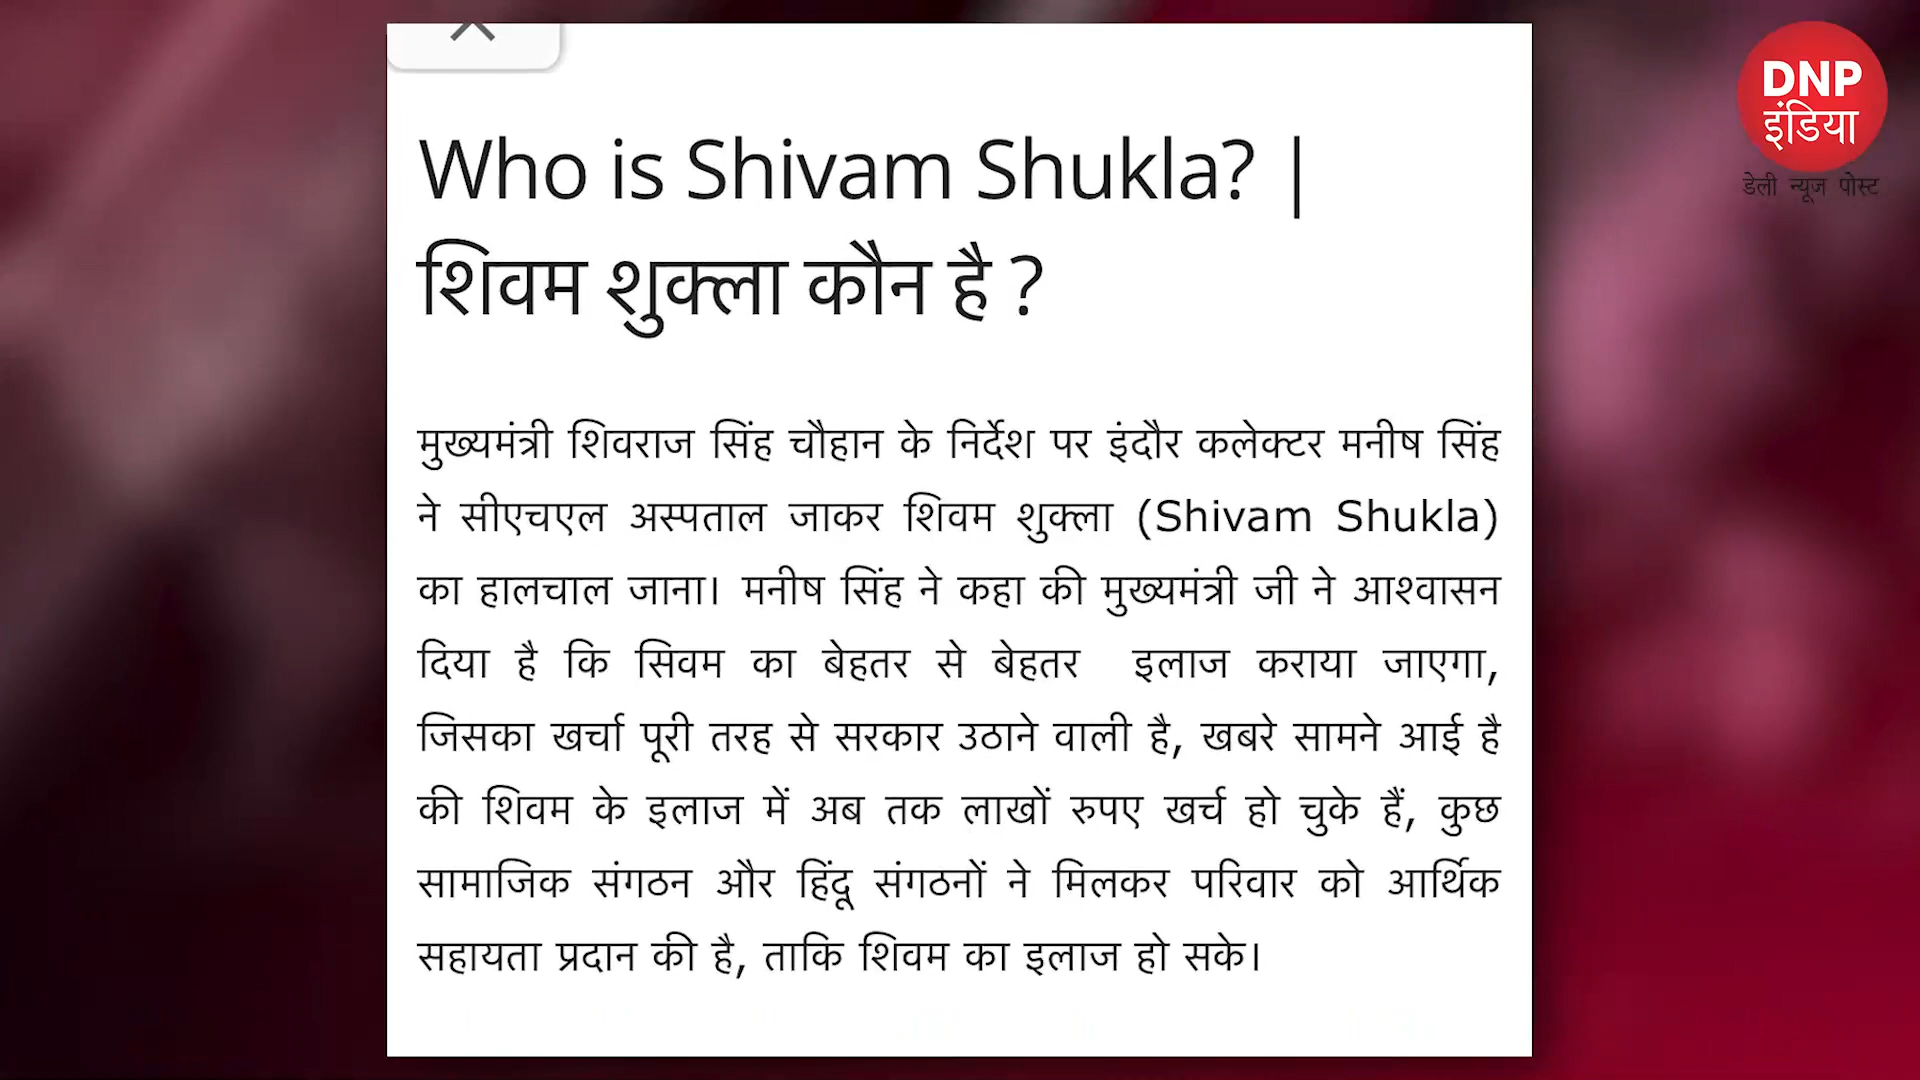 DNP
इंडिया
डेली न्यूज पोस्ट
Who is Shivam Shukla? |
शिवम शुक्ला कौन है ?
मुख्यमंत्री शिवराज सिंह चौहान के निर्देश पर इंदौर कलेक्टर मनीष सिंह
ने सीएचएल अस्पताल जाकर शिवम शुक्ला (Shivam Shukla)
का हालचाल जाना। मनीष सिंह ने कहा की मुख्यमंत्री जी ने आश्वासन
दिया है कि सिवम का बेहतर से बेहतर इलाज कराया जाएगा,
जिसका खर्चा पूरी तरह से सरकार उठाने वाली है, खबरे सामने आई है
की शिवम के इलाज में अब तक लाखों रुपए खर्च हो चुके हैं, कुछ
सामाजिक संगठन और हिंदू संगठनों ने मिलकर परिवार को आर्थिक
सहायता प्रदान की है, ताकि शिवम का इलाज हो सके।